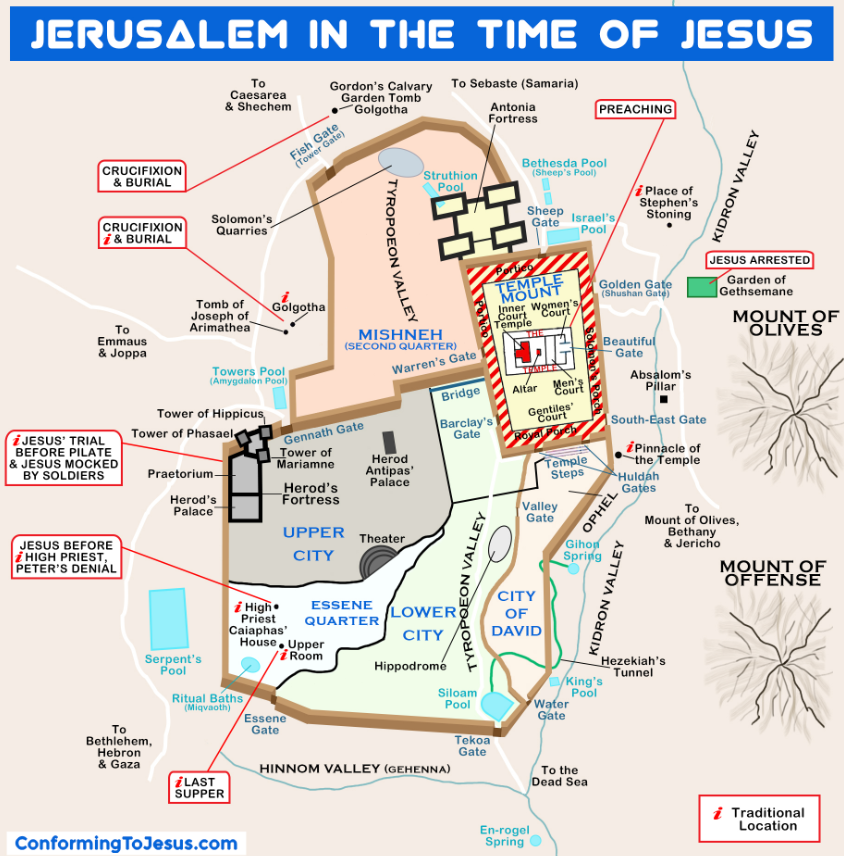 JERUSALEM IN THE TIME OF JESUS
To
Caesarea
& Shechem
Gordon's Calvary
Garden Tomb
Golgotha
To Sebaste (Samaria)
Antonia
Fortress
PREACHING
Fish Gate
(Tower Gate)
CRUCIFIXION
& BURIAL
Struthion
Pool
Bethesda Pool
(Sheep's Pool)
KIDRON VALLEY
i Place of
Stephen's
Stoning
TYROPOEON VALLEY
Solomon's
Quarries
Sheep
Gate
Israel's
Pool
CRUCIFIXION
i & BURIAL
JESUS ARRESTED
Garden of
Gethsemane
Portico
TEMPLE
MOUNT
Golden Gate
(Shushan Gate)
i
Golgotha
Tomb of
Joseph of
Arimathea
Portico
Inner
Court
Temple
Women's
Court
Solomon's Porch
MOUNT OF
OLIVES
To
Emmaus
& Joppa
MISHNEH
(SECOND QUARTER)
THE
TEMPLE
Beautiful
Gate
Warren's Gate
Towers Pool
(Amygdalon Pool)
Altar
Men's
Court
Absalom's
Pillar
Bridge
Gentiles'
Court
Tower of Hippicus
Tower of Phasael
Gennath Gate
Barclay's
Gate
Royal Porch
South-East Gate
i JESUS' TRIAL
BEFORE PILATE
& JESUS MOCKED
BY SOLDIERS
Tower of
Mariamne
Herod
Antipas'
Palace
Temple
Steps
i Pinnacle of
the Temple
Huldah
Gates
Praetorium
Herod's
Fortress
Herod's
Palace
Valley
Gate
OPHEL
To
Mount of Olives,
Bethany
& Jericho
UPPER
CITY
Theater
TYROPOEON VALLEY
Gihon
Spring
KIDRON VALLEY
JESUS BEFORE
i HIGH PRIEST,
PETER'S DENIAL
MOUNT OF
OFFENSE
i High
Priest
Caiaphas'
House
ESSENE
QUARTER
LOWER
CITY
CITY
OF
DAVID
Upper
i Room
Serpent's
Pool
Hippodrome
Hezekiah's
Tunnel
Ritual Baths
(Miqvaoth)
Siloam
Pool
King's
Pool
Water
Gate
Essene
Gate
To
Bethlehem,
Hebron
& Gaza
Tekoa
Gate
HINNOM VALLEY (GEHENNA)
To the
Dead Sea
i LAST
SUPPER
i Traditional
Location
En-rogel
Spring
ConformingToJesus.com